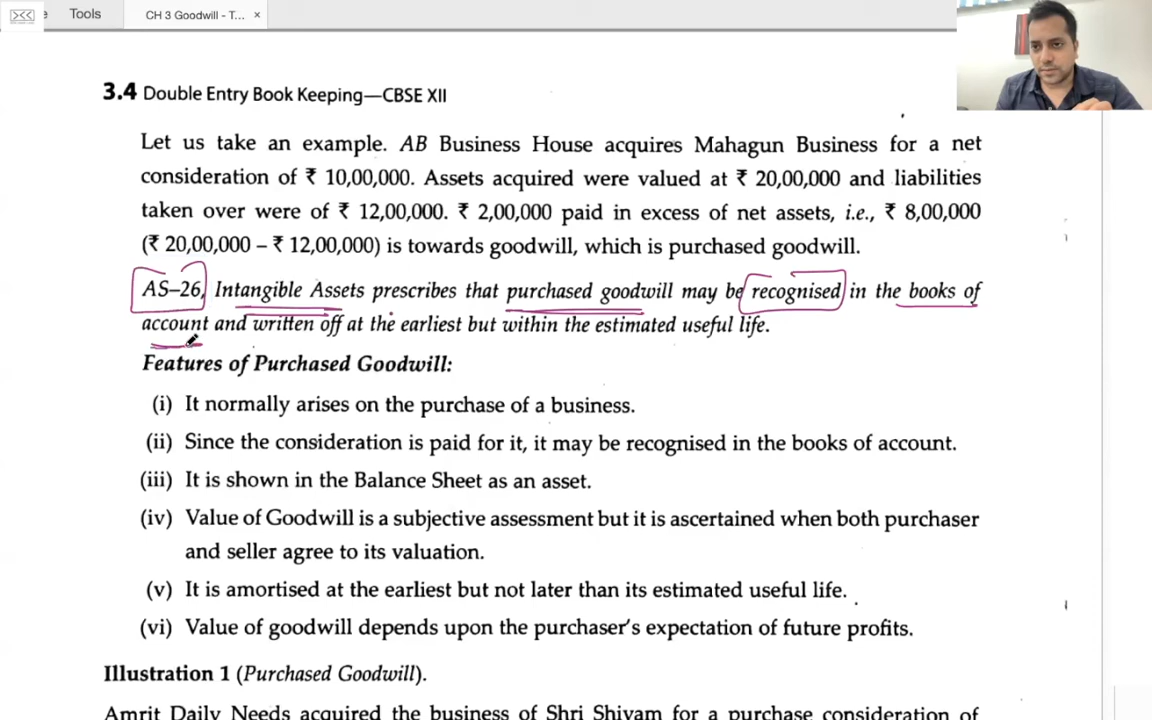 Tools
CH 3 Goodwill - T... ×
3.4 Double Entry Book Keeping—CBSE XII
Let us take an example. AB Business House acquires Mahagun Business for a net
consideration of ₹ 10,00,000. Assets acquired were valued at ₹ 20,00,000 and liabilities
taken over were of ₹ 12,00,000. ₹ 2,00,000 paid in excess of net assets, i.e., ₹ 8,00,000
(₹ 20,00,000 – ₹ 12,00,000) is towards goodwill, which is purchased goodwill.
AS–26, Intangible Assets prescribes that purchased goodwill may be recognised in the books of
account and written off at the earliest but within the estimated useful life.
Features of Purchased Goodwill:
(i) It normally arises on the purchase of a business.
(ii) Since the consideration is paid for it, it may be recognised in the books of account.
(iii) It is shown in the Balance Sheet as an asset.
(iv) Value of Goodwill is a subjective assessment but it is ascertained when both purchaser
and seller agree to its valuation.
(v) It is amortised at the earliest but not later than its estimated useful life.
(vi) Value of goodwill depends upon the purchaser's expectation of future profits.
Illustration 1 (Purchased Goodwill).
Amrit Daily Needs acquired the business of Shri Shivam for a purchase consideration of